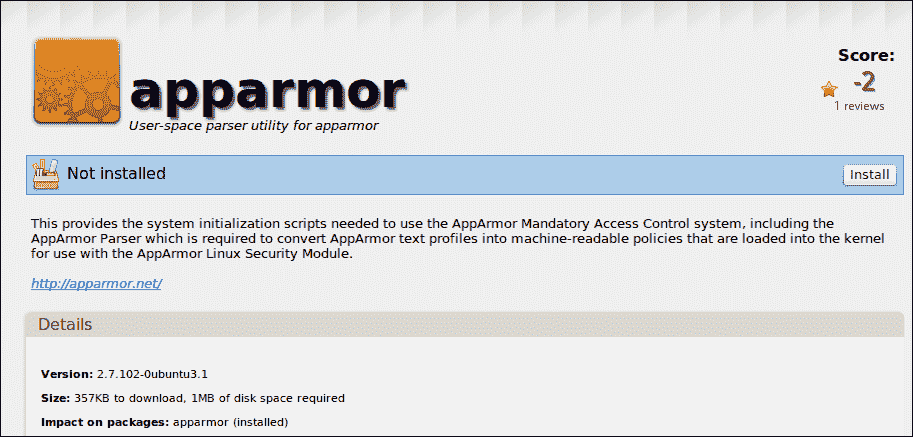 apparmor
User-space parser utility for apparmor
Score:
-2
1 reviews
Not installed
Install
This provides the system initialization scripts needed to use the AppArmor Mandatory Access Control system, including the
AppArmor Parser which is required to convert AppArmor text profiles into machine-readable policies that are loaded into the kernel
for use with the AppArmor Linux Security Module.
http://apparmor.net/
Details
Version: 2.7.102-0ubuntu3.1
Size: 357KB to download, 1MB of disk space required
Impact on packages: apparmor (installed)